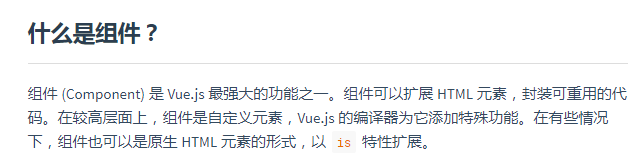 什么是组件？
组件 (Component) 是 Vue.js 最强大的功能之一。组件可以扩展 HTML 元素，封装可重用的代
码。在较高层面上，组件是自定义元素，Vue.js 的编译器为它添加特殊功能。在有些情况
下，组件也可以是原生 HTML 元素的形式，以 is 特性扩展。